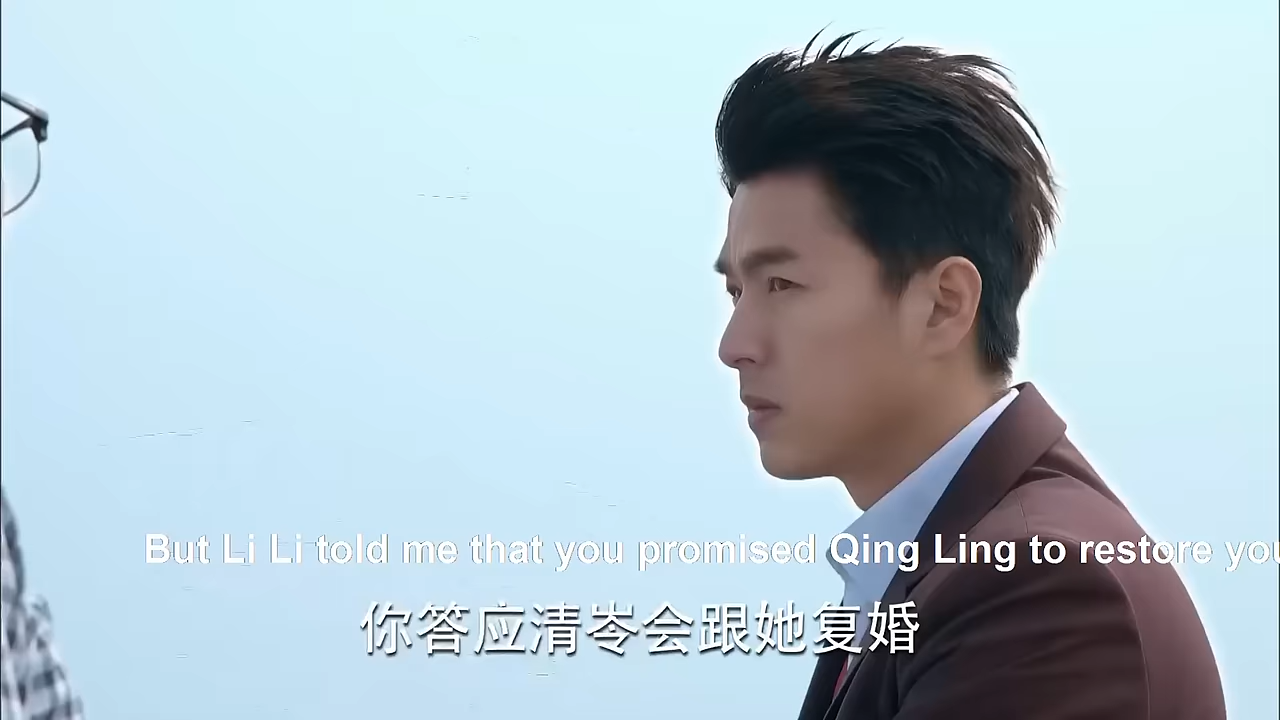 But Li Li told me that you promised Qing Ling to restore you
你答应清岑会跟她复婚